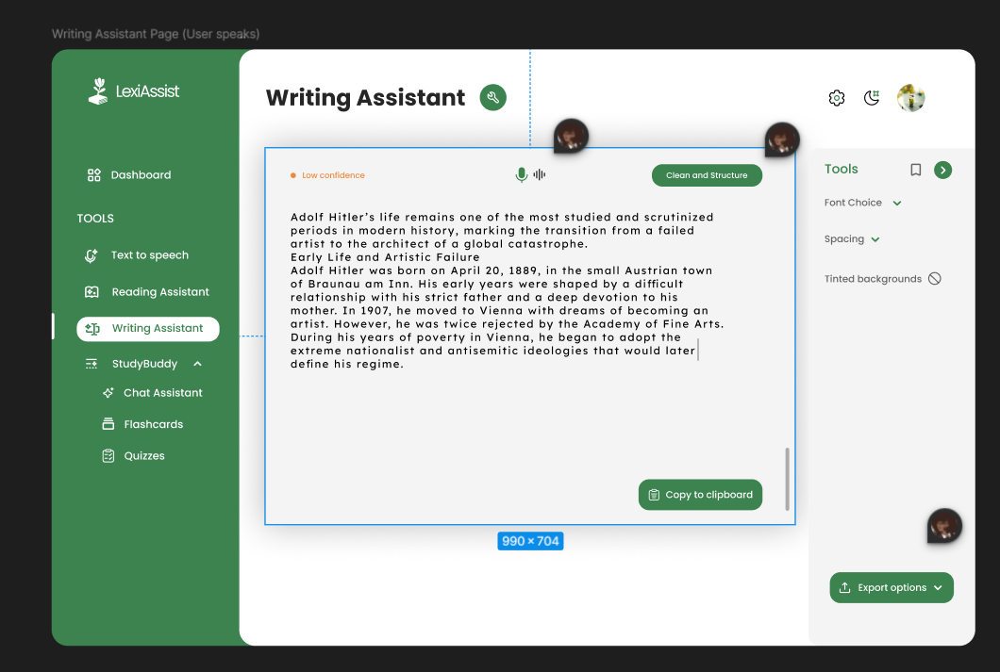 Writing Assistant Page (User speaks)
LexiAssist
Dashboard
TOOLS
Text to speech
Reading Assistant
Writing Assistant
StudyBuddy
Chat Assistant
Flashcards
Quizzes
Writing Assistant
Low confidence
Clean and Structure
Adolf Hitler’s life remains one of the most studied and scrutinized
periods in modern history, marking the transition from a failed
artist to the architect of a global catastrophe.
Early Life and Artistic Failure
Adolf Hitler was born on April 20, 1889, in the small Austrian town
of Braunau am Inn. His early years were shaped by a difficult
relationship with his strict father and a deep devotion to his
mother. In 1907, he moved to Vienna with dreams of becoming an
artist. However, he was twice rejected by the Academy of Fine Arts.
During his years of poverty in Vienna, he began to adopt the
extreme nationalist and antisemitic ideologies that would later
define his regime.
Copy to clipboard
990 × 704
Tools
Font Choice
Spacing
Tinted backgrounds
Export options